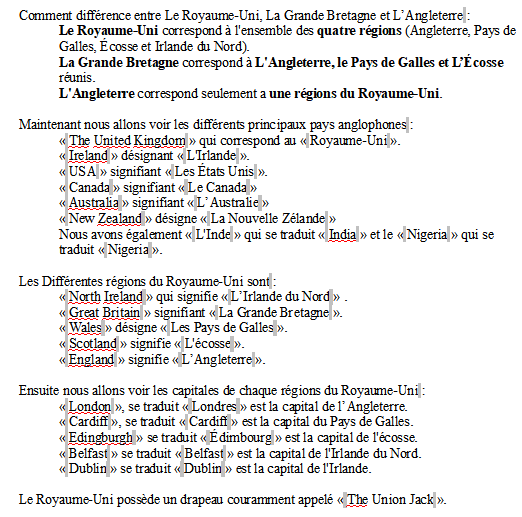 Comment différence entre Le Royaume-Uni, La Grande Bretagne et L'Angleterre :
Le Royaume-Uni correspond à l'ensemble des quatre régions (Angleterre, Pays de
Galles, Écosse et Irlande du Nord).
La Grande Bretagne correspond à L'Angleterre, le Pays de Galles et L'Écosse
réunis.
L'Angleterre correspond seulement a une régions du Royaume-Uni.
Maintenant nous allons voir les différents principaux pays anglophones :
« The United Kingdom » qui correspond au « Royaume-Uni ».
« Ireland » désignant « L'Irlande ».
« USA » signifiant « Les États Unis ».
« Canada » signifiant « Le Canada »
« Australia » signifiant « L'Australie »
« New Zealand » désigne « La Nouvelle Zélande »
Nous avons également « L'Inde » qui se traduit « India » et le « Nigeria » qui se
traduit « Nigeria ».
Les Différentes régions du Royaume-Uni sont :
« North Ireland » qui signifie « L'Irlande du Nord » .
« Great Britain » signifiant « La Grande Bretagne ».
« Wales » désigne « Les Pays de Galles ».
« Scotland » signifie « L'écosse ».
« England » signifie « L'Angleterre ».
Ensuite nous allons voir les capitales de chaque régions du Royaume-Uni :
« London », se traduit « Londres » est la capital de l'Angleterre.
« Cardiff », se traduit « Cardiff » est la capital du Pays de Galles.
« Edingburgh » se traduit « Édimbourg » est la capital de l'écosse.
« Belfast » se traduit « Belfast » est la capital de l'Irlande du Nord.
« Dublin » se traduit « Dublin » est la capital de l'Irlande.
Le Royaume-Uni possède un drapeau couramment appelé « The Union Jack ».